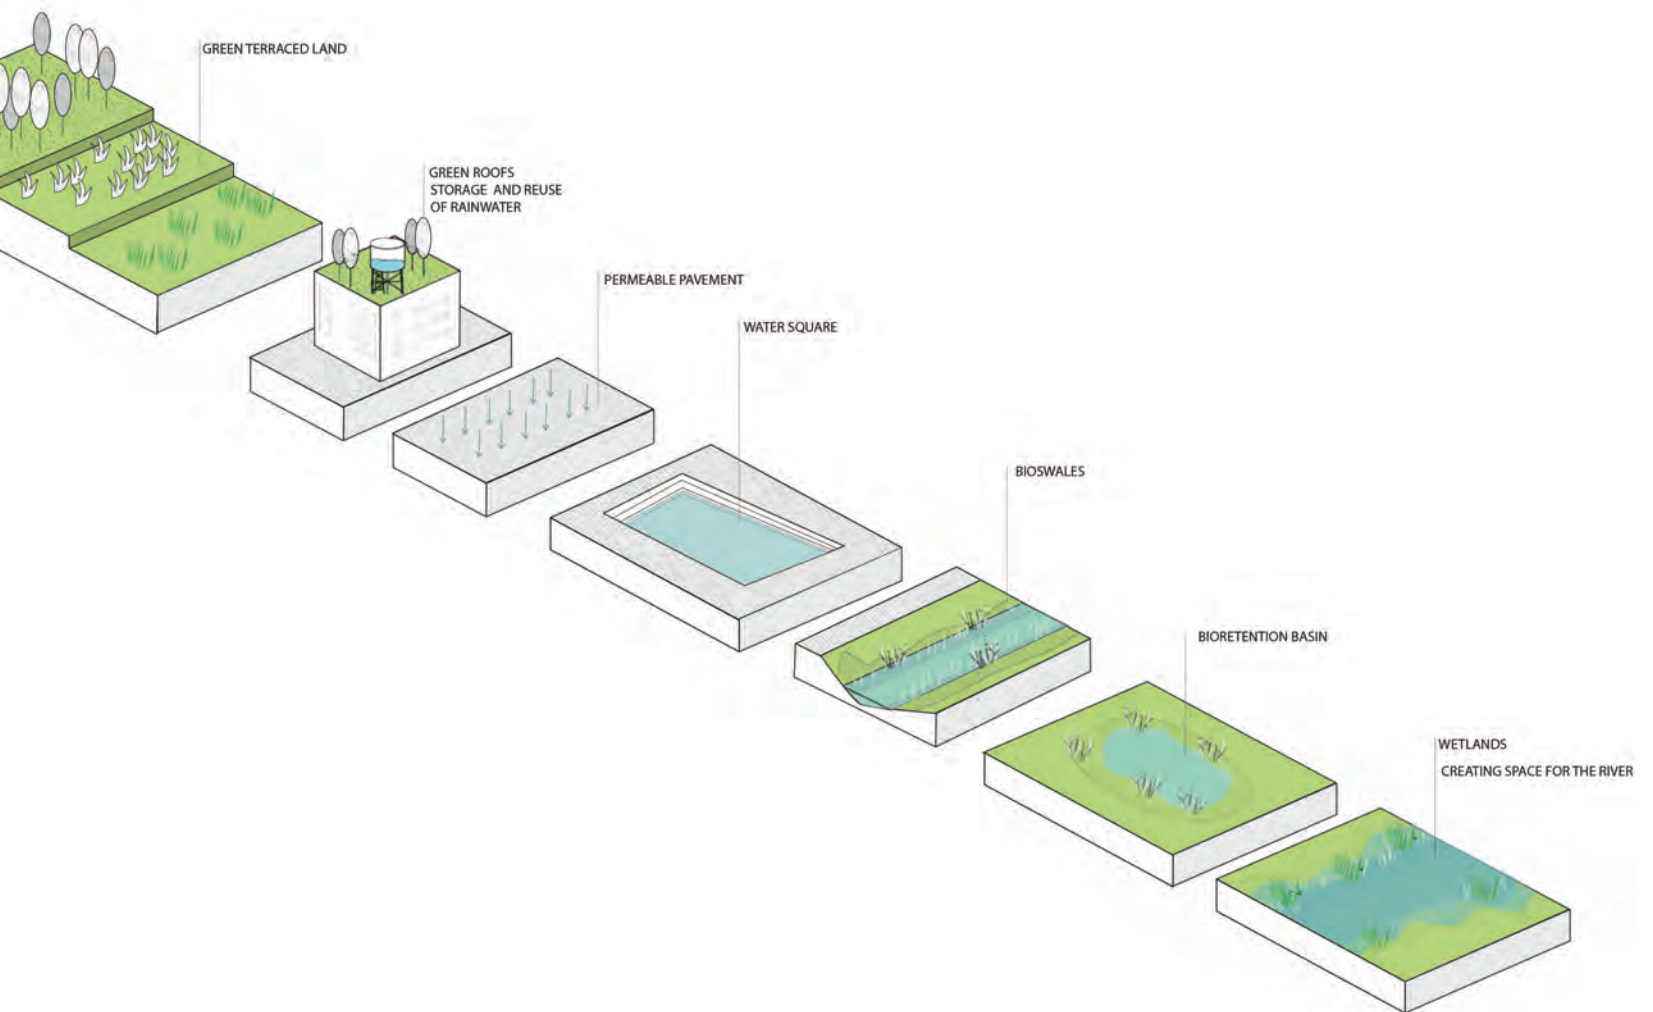 GREEN TERRACED LAND
GREEN ROOFS
STORAGE AND REUSE
OF RAINWATER
PERMEABLE PAVEMENT
WATER SQUARE
BIOSWALES
BIORETENTION BASIN
WETLANDS
CREATING SPACE FOR THE RIVER